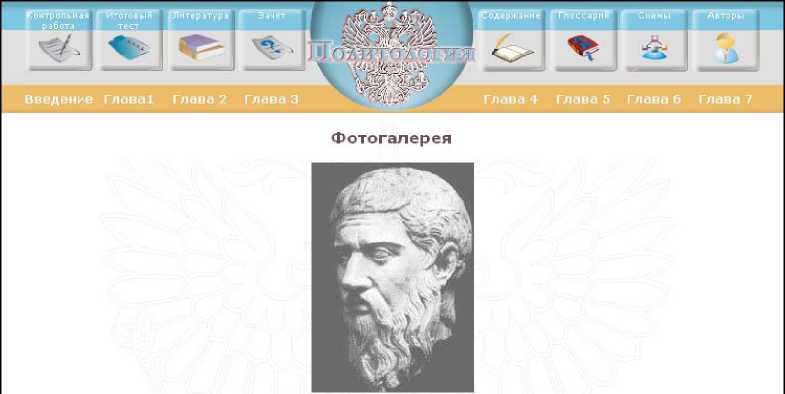 Контрольная работа
Итоговый тест
Литература
Зачет
Политология
Содержание
Глоссарий
Схемы
Авторы
Введение Глава1 Глава 2 Глава 3 Глава 4 Глава 5 Глава 6 Глава 7
Фотогалерея